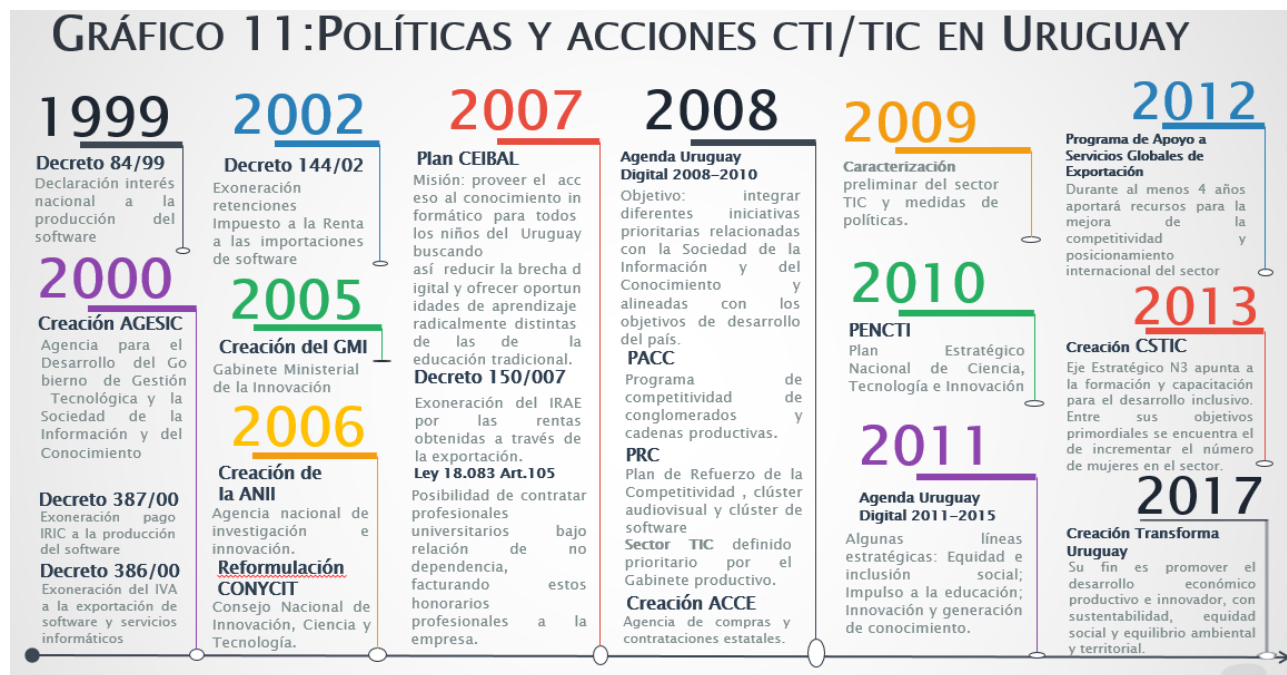 GRÁFICO 11:POLÍTICAS Y ACCIONES CTI/TIC EN URUGUAY
1999
Decreto 84/99
Declaración interés
nacional a la
producción del
software
2000
Creación AGESIC
Agencia para el
Desarrollo del Go
bierno de Gestión
Tecnológica y la
Sociedad de la
Información y del
Conocimiento
Decreto 387/00
Exoneración pago
IRIC a la producción
del software
Decreto 386/00
Exoneración del IVA
a la exportación de
software y servicios
informáticos
2002
Decreto 144/02
Exoneración
retenciones
Impuesto a la Renta
a las importaciones
de software
2005
Creación del GMI
Gabinete Ministerial
de la Innovación
2006
Creación de
la ANII
Agencia nacional de
investigación e
innovación.
Reformulación
CONYCIT
Consejo Nacional de
Innovación, Ciencia y
Tecnología.
2007
Plan CEIBAL
Misión: proveer el acc
eso al conocimiento in
formático para todos
los niños del Uruguay
buscando
así reducir la brecha d
igital y ofrecer oportun
idades de aprendizaje
radicalmente distintas
de las de la
educación tradicional.
Decreto 150/007
Exoneración del IRAE
por las rentas
obtenidas a través de
la exportación.
Ley 18.083 Art.105
Posibilidad de contratar
profesionales
universitarios bajo
relación de no
dependencia,
facturando estos
honorarios
profesionales a la
empresa.
2008
Agenda Uruguay
Digital 2008-2010
Objetivo: integrar
diferentes iniciativas
prioritarias relacionadas
con la Sociedad de la
Información y del
Conocimiento y
alineadas con los
objetivos de desarrollo
del país.
PACC
Programa de
competitividad de
conglomerados y
cadenas productivas.
PRC
Plan de Refuerzo de la
Competitividad , clúster
audiovisual y clúster de
software
Sector TIC definido
prioritario por el
Gabinete productivo.
Creación ACCE
Agencia de compras y
contrataciones estatales.
2009
Caracterización
preliminar del sector
TIC y medidas de
políticas.
2010
PENCTI
Plan Estratégico
Nacional de Ciencia,
Tecnología e Innovación
2011
Agenda Uruguay
Digital 2011-2015
Algunas líneas
estratégicas: Equidad e
inclusión social;
Impulso a la educación;
Innovación y generación
de conocimiento.
2012
Programa de Apoyo a
Servicios Globales de
Exportación
Durante al menos 4 años
aportará recursos para la
mejora de la
competitividad y
posicionamiento
internacional del sector
2013
Creación CSTIC
Eje Estratégico N3 apunta a
la formación y capacitación
para el desarrollo inclusivo.
Entre sus objetivos
primordiales se encuentra el
de incrementar el número
de mujeres en el sector.
2017
Creación Transforma
Uruguay
Su fin es promover el
desarrollo económico
productivo e innovador, con
sustentabilidad, equidad
social y equilibrio ambiental
y territorial.